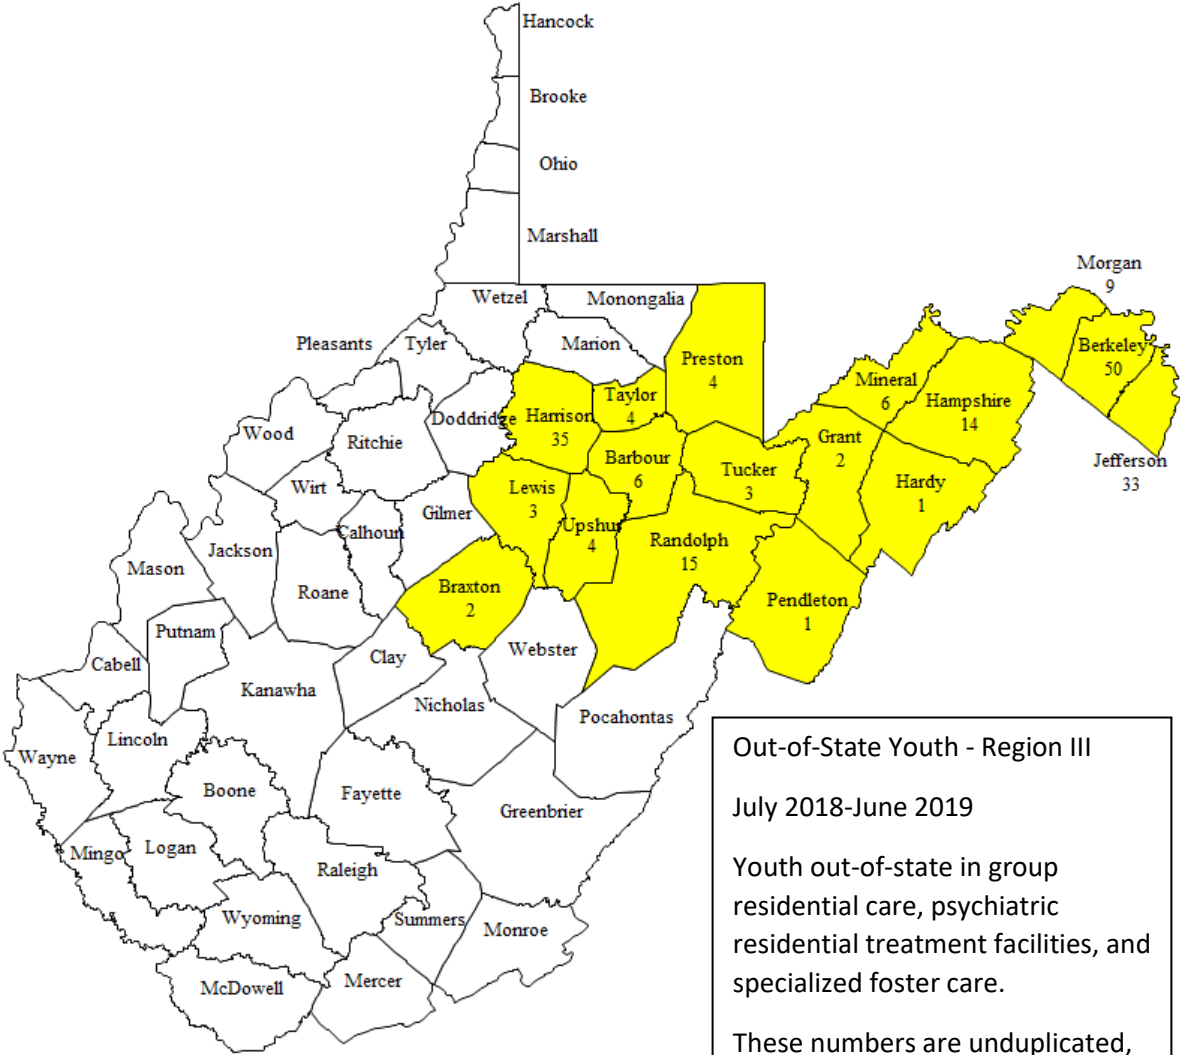 Hancock
Brooke
Ohio
Marshall
Morgan
9
Wetzel
Monongalia
Pleasants
Tyler
Marion
Preston
4
Berkeley
50
Mineral
6
Taylor
4
Hampshire
14
Doddridge
Harrison
35
Wood
Ritchie
Grant
2
Barbour
6
Tucker
3
Jefferson
33
Wirt
Lewis
3
Hardy
1
Gilmer
Upshur
4
Calhoun
Randolph
15
Jackson
Mason
Roane
Braxton
2
Pendleton
1
Putnam
Webster
Clay
Cabell
Kanawha
Nicholas
Pocahontas
Lincoln
Wayne
Boone
Fayette
Greenbrier
Mingo
Logan
Raleigh
Wyoming
Summers
Monroe
McDowell
Mercer
Out-of-State Youth - Region III
July 2018-June 2019
Youth out-of-state in group
residential care, psychiatric
residential treatment facilities, and
specialized foster care.
These numbers are unduplicated,